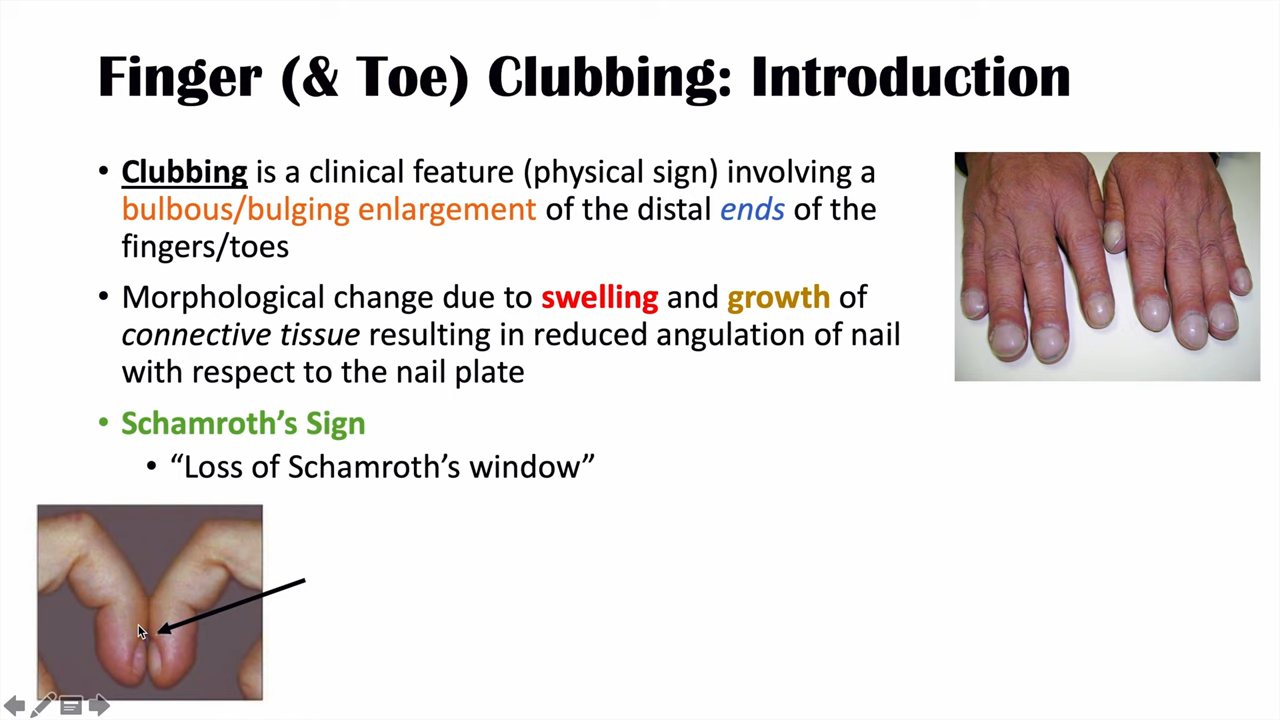 Finger (& Toe) Clubbing: Introduction
• Clubbing is a clinical feature (physical sign) involving a
bulbous/bulging enlargement of the distal ends of the
fingers/toes
• Morphological change due to swelling and growth of
connective tissue resulting in reduced angulation of nail
with respect to the nail plate
• Schamroth’s Sign
• “Loss of Schamroth’s window”